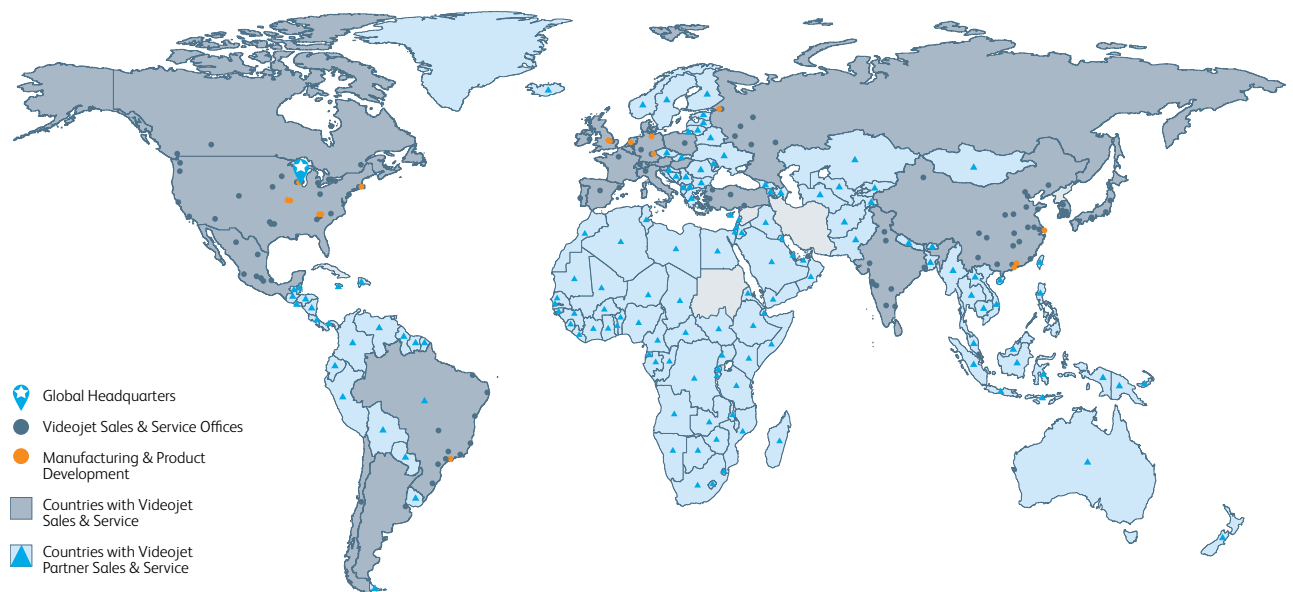 Global Headquarters
Videojet Sales & Service Offices
Manufacturing & Product
Development
Countries with Videojet
Sales & Service
Countries with Videojet
Partner Sales & Service